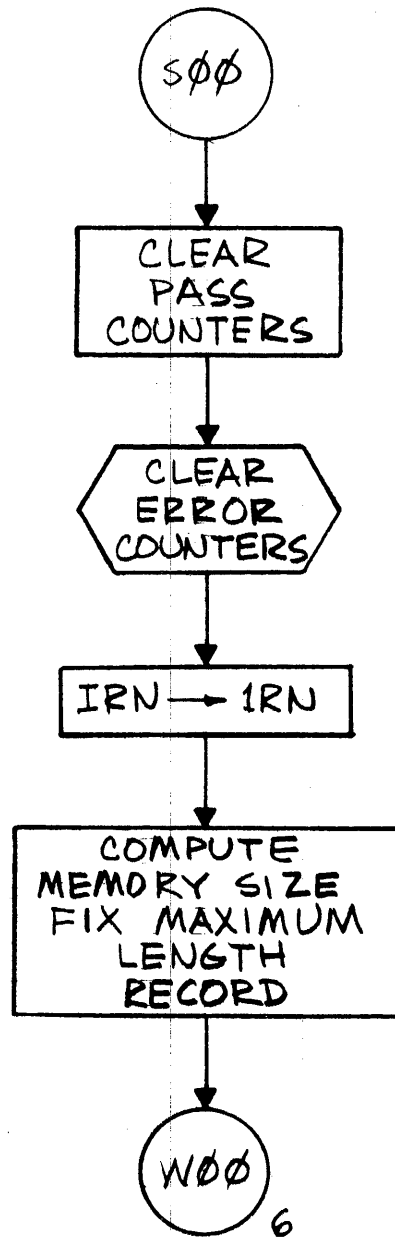 SØØ
CLEAR
PASS
COUNTERS
CLEAR
ERROR
COUNTERS
IRN → 1RN
COMPUTE
MEMORY SIZE
FIX MAXIMUM
LENGTH
RECORD
WØØ
6